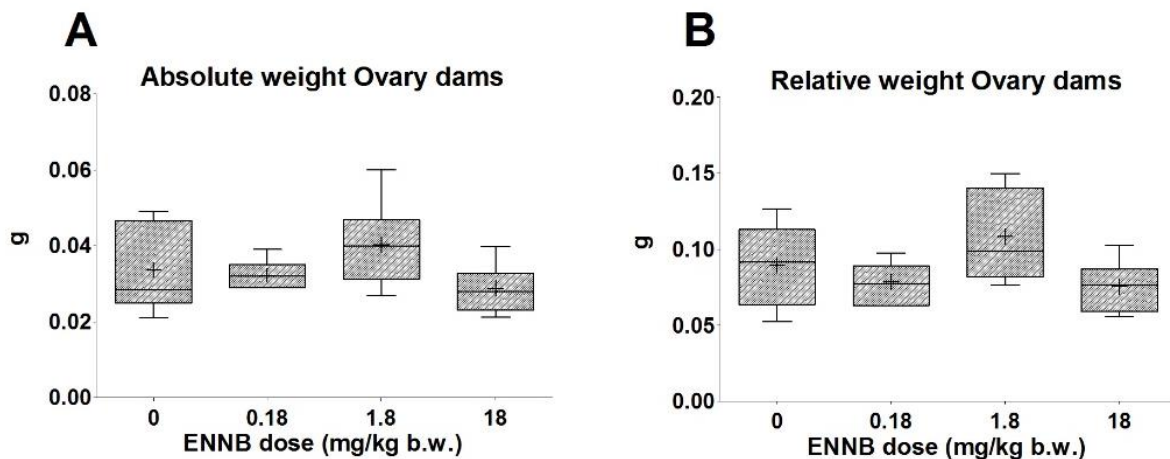 A
Absolute weight Ovary dams
0.08
0.06
0.04
0.02
0.00
g
0 0.18 1.8 18
ENNB dose (mg/kg b.w.)
B
Relative weight Ovary dams
0.20
0.15
0.10
0.05
0.00
g
0 0.18 1.8 18
ENNB dose (mg/kg b.w.)